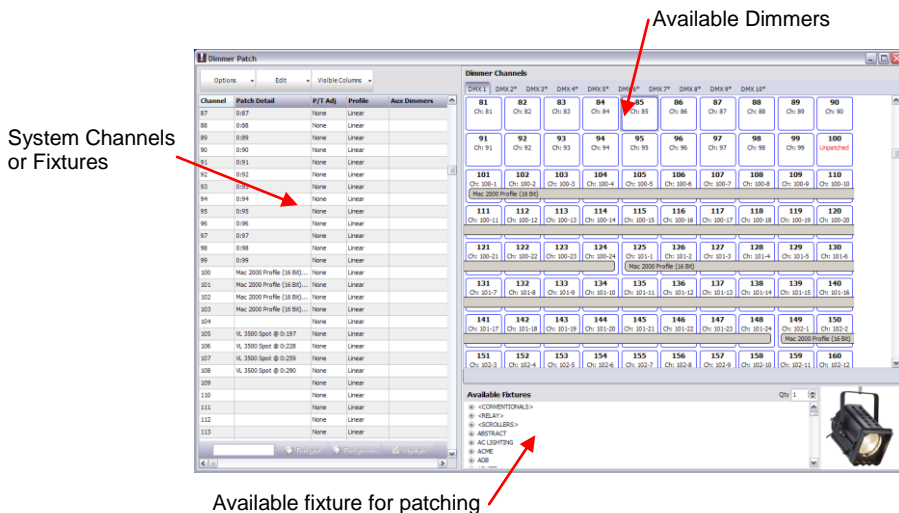 Available Dimmers
Dimmer Patch
Options Edit Visible Columns
Channel Patch Detail P/T Adj Profile Aux Dimmers
87 0:87 None Linear
88 0:88 None Linear
89 0:89 None Linear
90 0:90 None Linear
91 0:91 None Linear
92 0:92 None Linear
93 0:93 None Linear
94 0:94 None Linear
95 0:95 None Linear
96 0:96 None Linear
97 0:97 None Linear
98 0:98 None Linear
99 0:99 None Linear
100 Mac 2000 Profile (16 Bit)... None Linear
101 Mac 2000 Profile (16 Bit)... None Linear
102 Mac 2000 Profile (16 Bit)... None Linear
103 Mac 2000 Profile (16 Bit)... None Linear
104 None Linear
105 VL 3500 Spot @ 0:197 None Linear
106 VL 3500 Spot @ 0:228 None Linear
107 VL 3500 Spot @ 0:259 None Linear
108 VL 3500 Spot @ 0:290 None Linear
109 None Linear
110 None Linear
111 None Linear
112 None Linear
113 None Linear
Find next Find previous Highlight
System Channels
or Fixtures
Dimmer Channels
DMX 1 DMX 2* DMX 3* DMX 4* DMX 5* DMX 6* DMX 7* DMX 8* DMX 9* DMX 10*
81 82 83 84 85 86 87 88 89 90
Ch: 81 Ch: 82 Ch: 83 Ch: 84 Ch: 85 Ch: 86 Ch: 87 Ch: 88 Ch: 89 Ch: 90
91 92 93 94 95 96 97 98 99 100
Ch: 91 Ch: 92 Ch: 93 Ch: 94 Ch: 95 Ch: 96 Ch: 97 Ch: 98 Ch: 99 Unpatched
101 102 103 104 105 106 107 108 109 110
Ch: 100-1 Ch: 100-2 Ch: 100-3 Ch: 100-4 Ch: 100-5 Ch: 100-6 Ch: 100-7 Ch: 100-8 Ch: 100-9 Ch: 100-10
Mac 2000 Profile (16 Bit)
111 112 113 114 115 116 117 118 119 120
Ch: 100-11 Ch: 100-12 Ch: 100-13 Ch: 100-14 Ch: 100-15 Ch: 100-16 Ch: 100-17 Ch: 100-18 Ch: 100-19 Ch: 100-20
121 122 123 124 125 126 127 128 129 130
Ch: 100-21 Ch: 100-22 Ch: 100-23 Ch: 100-24 Ch: 101-1 Ch: 101-2 Ch: 101-3 Ch: 101-4 Ch: 101-5 Ch: 101-6
Mac 2000 Profile (16 Bit)
131 132 133 134 135 136 137 138 139 140
Ch: 101-7 Ch: 101-8 Ch: 101-9 Ch: 101-10 Ch: 101-11 Ch: 101-12 Ch: 101-13 Ch: 101-14 Ch: 101-15 Ch: 101-16
141 142 143 144 145 146 147 148 149 150
Ch: 101-17 Ch: 101-18 Ch: 101-19 Ch: 101-20 Ch: 101-21 Ch: 101-22 Ch: 101-23 Ch: 101-24 Ch: 102-1 Ch: 102-2
Mac 2000 Profile (16 Bit)
151 152 153 154 155 156 157 158 159 160
Ch: 102-3 Ch: 102-4 Ch: 102-5 Ch: 102-6 Ch: 102-7 Ch: 102-8 Ch: 102-9 Ch: 102-10 Ch: 102-11 Ch: 102-12
Available Fixtures Qty 1
<CONVENTIONALS>
<RELAY>
<SCROLLERS>
ABSTRACT
AC LIGHTING
ACME
ADB
Available fixture for patching